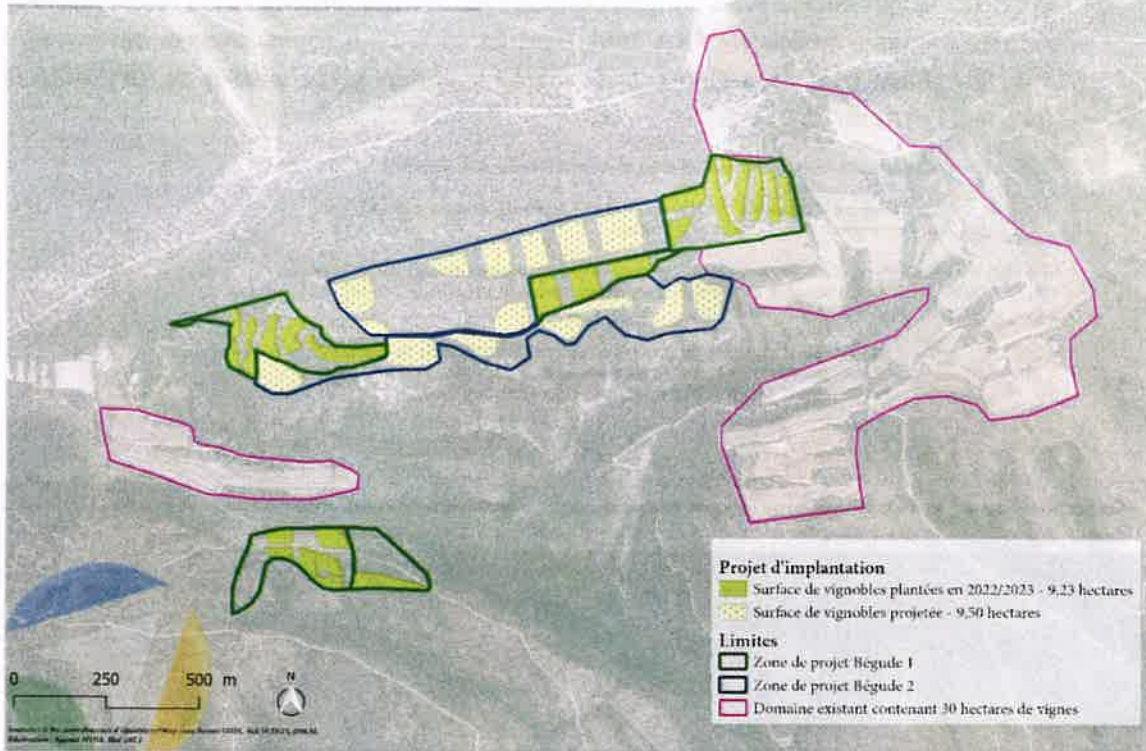 Projet d'implantation
Surface de vignobles plantées en 2022/2023 - 9,23 hectares
Surface de vignobles projetée - 9,50 hectares
Limites
Zone de projet Bégude 1
Zone de projet Bégude 2
Domaine existant contenant 30 hectares de vignes
0 250 500 m
N